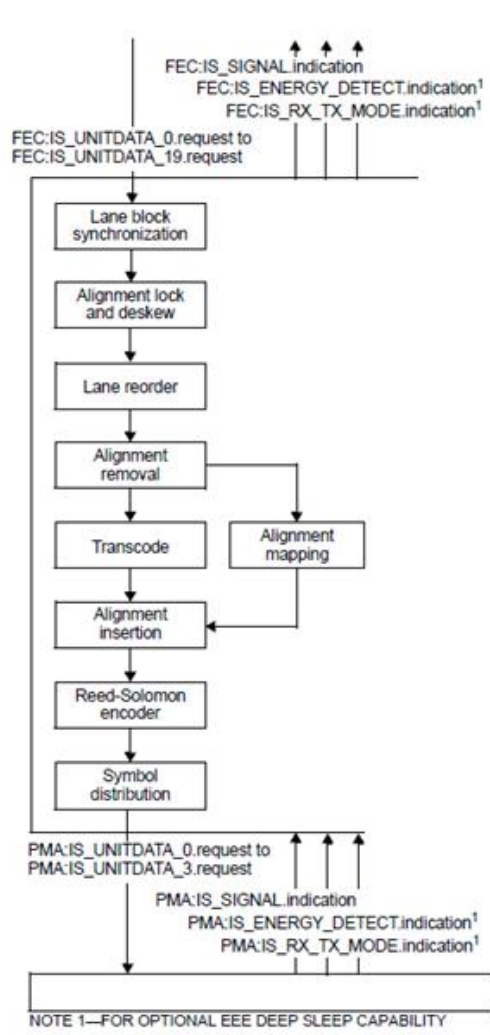 FEC:IS_SIGNAL.indication
FEC:IS_ENERGY_DETECT.indication1
FEC:IS_RX_TX_MODE.indication1
FEC:IS_UNITDATA_0.request to
FEC:IS_UNITDATA_19.request
Lane block
synchronization
Alignment lock
and deskew
Lane reorder
Alignment
removal
Transcode
Alignment
mapping
Alignment
insertion
Reed-Solomon
encoder
Symbol
distribution
PMA:IS_UNITDATA_0.request to
PMA:IS_UNITDATA_3.request
PMA:IS_SIGNAL.indication
PMA:IS_ENERGY_DETECT.indication1
PMA:IS_RX_TX_MODE.indication1
NOTE 1—FOR OPTIONAL EEE DEEP SLEEP CAPABILITY